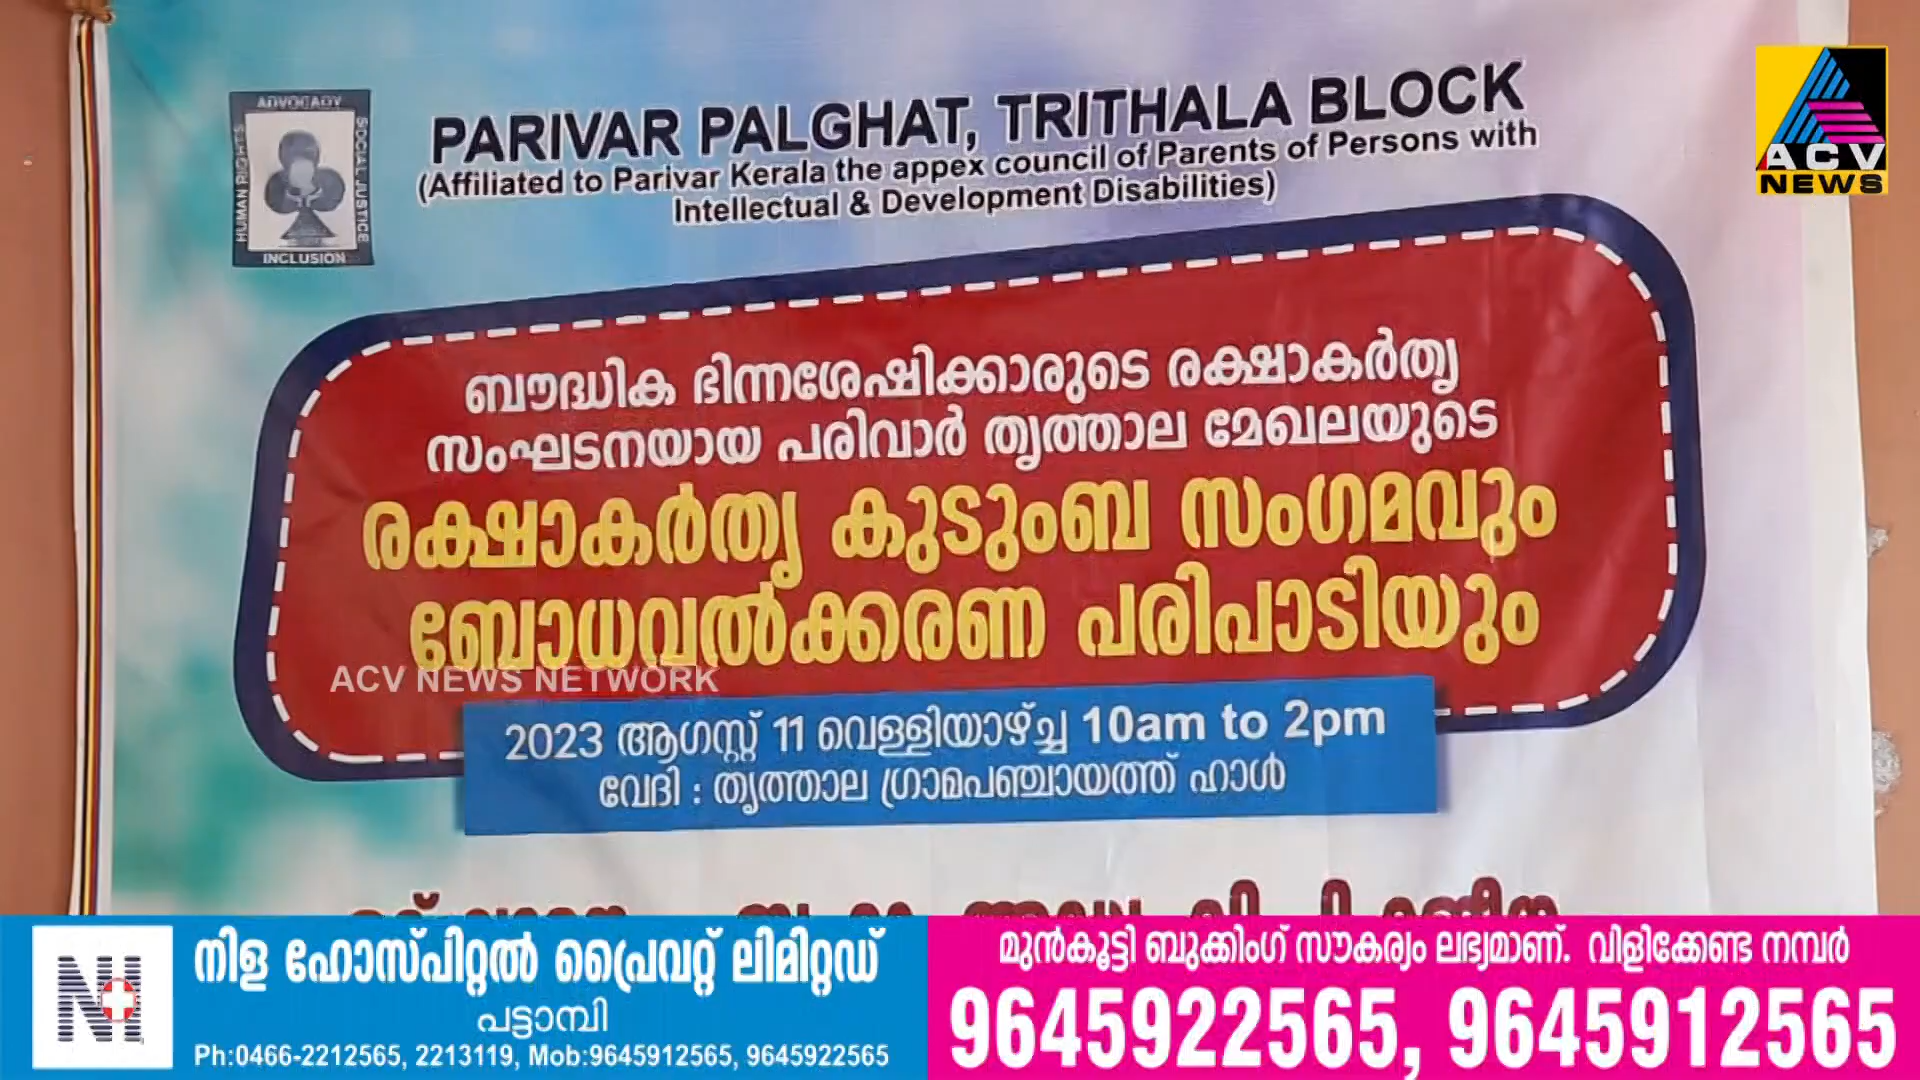 ADVOCACY
HUMAN RIGHTS
SOCIAL JUSTICE
INCLUSION
PARIVAR PALGHAT, TRITHALA BLOCK
(Affiliated to Parivar Kerala the appex council of Parents of Persons with
Intellectual & Development Disabilities)
ACV
NEWS
ബൗദ്ധിക ഭിന്നശേഷിക്കാരുടെ രക്ഷാകർതൃ
സംഘടനയായ പരിവാർ തൃത്താല മേഖലയുടെ
രക്ഷാകർതൃ കുടുംബ സംഗമവും
ബോധവൽക്കരണ പരിപാടിയും
ACV NEWS NETWORK
2023 ആഗസ്റ്റ് 11 വെള്ളിയാഴ്ച്ച 10am to 2pm
വേദി : തൃത്താല ഗ്രാമപഞ്ചായത്ത് ഹാൾ
NH
നിള ഹോസ്പിറ്റൽ പ്രൈവറ്റ് ലിമിറ്റഡ്
പട്ടാമ്പി
Ph:0466-2212565, 2213119, Mob:9645912565, 9645922565
മുൻകൂട്ടി ബുക്കിംഗ് സൗകര്യം ലഭ്യമാണ്. വിളിക്കേണ്ട നമ്പർ
9645922565, 9645912565